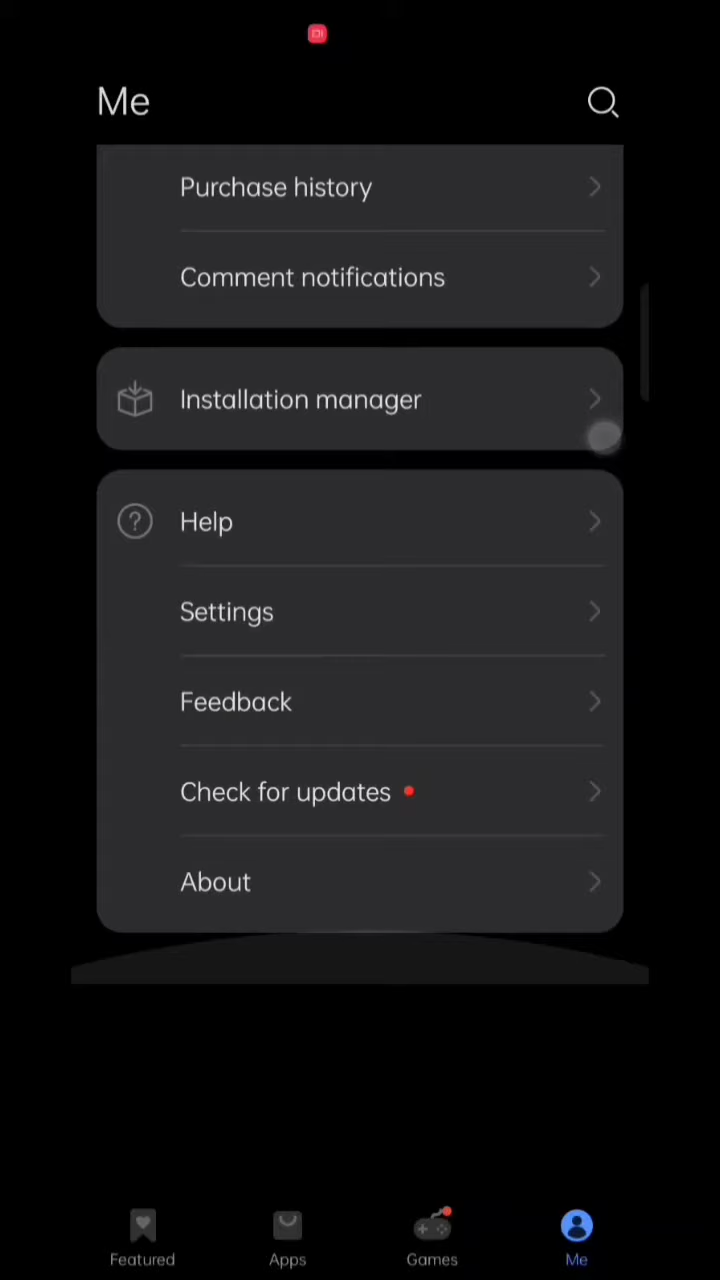 Me
Purchase history
Comment notifications
Installation manager
Help
Settings
Feedback
Check for updates
About
Featured
Apps
Games
Me